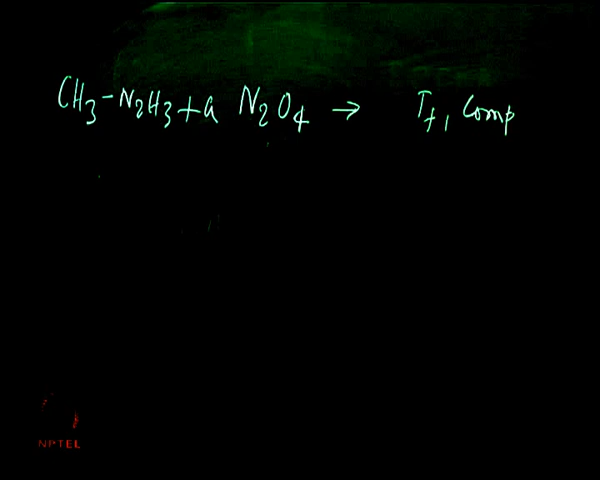 CH3-N2H3+a N2O4 → Tf, Comp
NPTEL